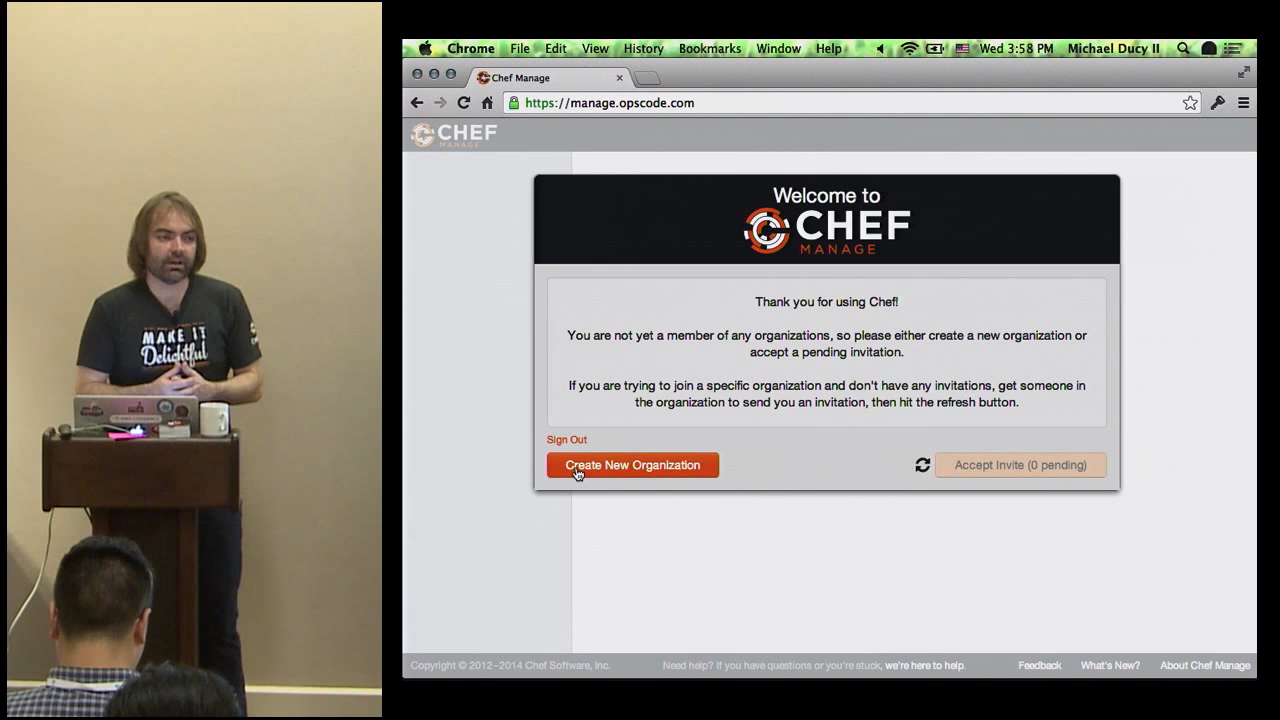 MAKE IT
Delightful
Chrome File Edit View History Bookmarks Window Help Wed 3:58 PM Michael Ducy II
Chef Manage
https://manage.opscode.com
CHEF
MANAGE
Welcome to
CHEF
MANAGE
Thank you for using Chef!
You are not yet a member of any organizations, so please either create a new organization or
accept a pending invitation.
If you are trying to join a specific organization and don't have any invitations, get someone in
the organization to send you an invitation, then hit the refresh button.
Sign Out
Create New Organization
Accept Invite (0 pending)
Copyright © 2012–2014 Chef Software, Inc. Need help? If you have questions or you're stuck, we're here to help. Feedback What's New? About Chef Manage